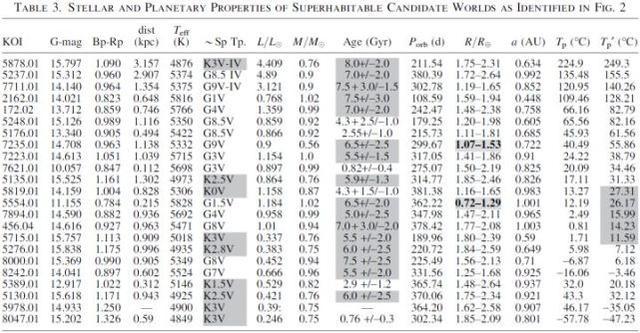 TABLE 3. STELLAR AND PLANETARY PROPERTIES OF SUPERHABITABLE CANDIDATE WORLDS AS IDENTIFIED IN FIG. 2
KOI G-mag Bp-Rp dist (kpc) Teff (K) ~Sp Tp. L/L☉ M/M☉ Age (Gyr) Porb (d) R/R⊕ a (AU) Tp (°C) Tp' (°C)
5878.01 15.797 1.090 3.157 4876 K3V-IV 4.409 0.76 8.0+/−2.0 211.54 1.75–2.31 0.634 224.9 249.3
5237.01 15.312 0.960 2.907 5374 G8.5 IV 4.89 0.9 7.0+/−2.0 380.39 1.72–2.64 0.992 135.48 155.5
7711.01 14.140 0.964 1.354 5375 G9V-IV 3.121 0.9 7.5+3.0/−1.5 302.78 1.19–1.65 0.852 120.95 140.26
2162.01 14.021 0.823 0.648 5816 G1V 0.768 1.02 7.5+/−3.0 108.59 1.59–1.94 0.448 109.46 128.21
172.02 13.712 0.859 0.746 5766 G4V 1.359 1.02 7.0+/−2.0 242.47 1.48–2.38 0.758 66.16 82.79
5248.01 15.126 0.989 1.116 5350 G8.5V 0.859 0.92 4.3+2.5/−1.0 179.25 1.20–1.98 0.605 65.56 82.16
5176.01 13.340 0.905 0.494 5422 G8.5V 0.866 0.92 2.55+/−1.0 215.73 1.11–1.81 0.685 45.93 61.56
7235.01 14.708 0.963 1.138 5332 G9V 0.9 0.92 6.5+/−2.5 299.67 1.07–1.53 0.722 40.49 55.86
7223.01 14.613 1.051 1.039 5715 G3V 1.154 1.0 5.5+/−1.5 317.05 1.41–1.86 0.91 24.22 38.79
7621.01 10.057 0.847 0.112 5698 G3V 0.897 0.99 0.82+/−0.4 275.07 1.50–2.19 0.825 20.09 34.46
5135.01 15.525 1.161 1.302 4973 K2.5V 0.864 0.76 5.9+/−1.3 314.77 1.85–2.46 0.826 17.11 31.33
5819.01 14.159 1.004 0.828 5306 K0V 1.158 0.87 4.3+1.5/−1.0 381.38 1.16–1.65 0.983 13.27 27.31
5554.01 11.155 0.784 0.215 5828 G1.5V 1.184 1.02 6.5+/−2.0 362.22 0.72–1.29 1.001 12.19 26.17
7894.01 14.590 0.882 0.936 5692 G4V 0.958 0.99 5.0+/−2.0 347.98 1.47–2.11 0.965 2.49 15.99
456.04 14.616 0.927 0.963 5471 G8V 1.01 0.94 7.0+3.0/−2.0 378.42 1.77–2.08 1.003 0.81 14.23
5715.01 15.757 1.113 0.909 5018 K3V 0.337 0.76 5.5+/−2.0 189.96 1.80–2.39 0.59 −1.73 11.59
5276.01 15.838 1.175 0.996 4935 K2.8V 0.383 0.75 6.0+/−2.5 220.72 1.84–2.59 0.649 5.98 7.12
8000.01 15.369 0.990 0.905 5349 G8V 0.452 0.94 7.5+/−2.5 225.49 1.56–2.13 0.71 −6.87 6.18
8242.01 14.041 0.897 0.602 5524 G7V 0.666 0.96 5.5+/−2.0 331.56 1.25–1.68 0.925 −16.06 −3.46
5389.01 12.917 1.022 0.312 5146 K1.5V 0.529 0.82 2.9+/−1.2 365.74 1.48–2.64 0.937 32.0 20.18
5130.01 15.618 1.171 0.943 4925 K2.5V 0.421 0.76 6.0+/−2.5 370.06 1.75–2.34 0.921 43.3 32.12
5978.01 14.933 1.250 — 4900 K3V 0.76 — 364.20 1.62–2.58 0.907 46.17 −35.05
8047.01 15.202 1.326 0.59 4849 K3V 0.246 0.75 0.76+/−0.3 302.34 1.85–2.09 0.801 −57.78